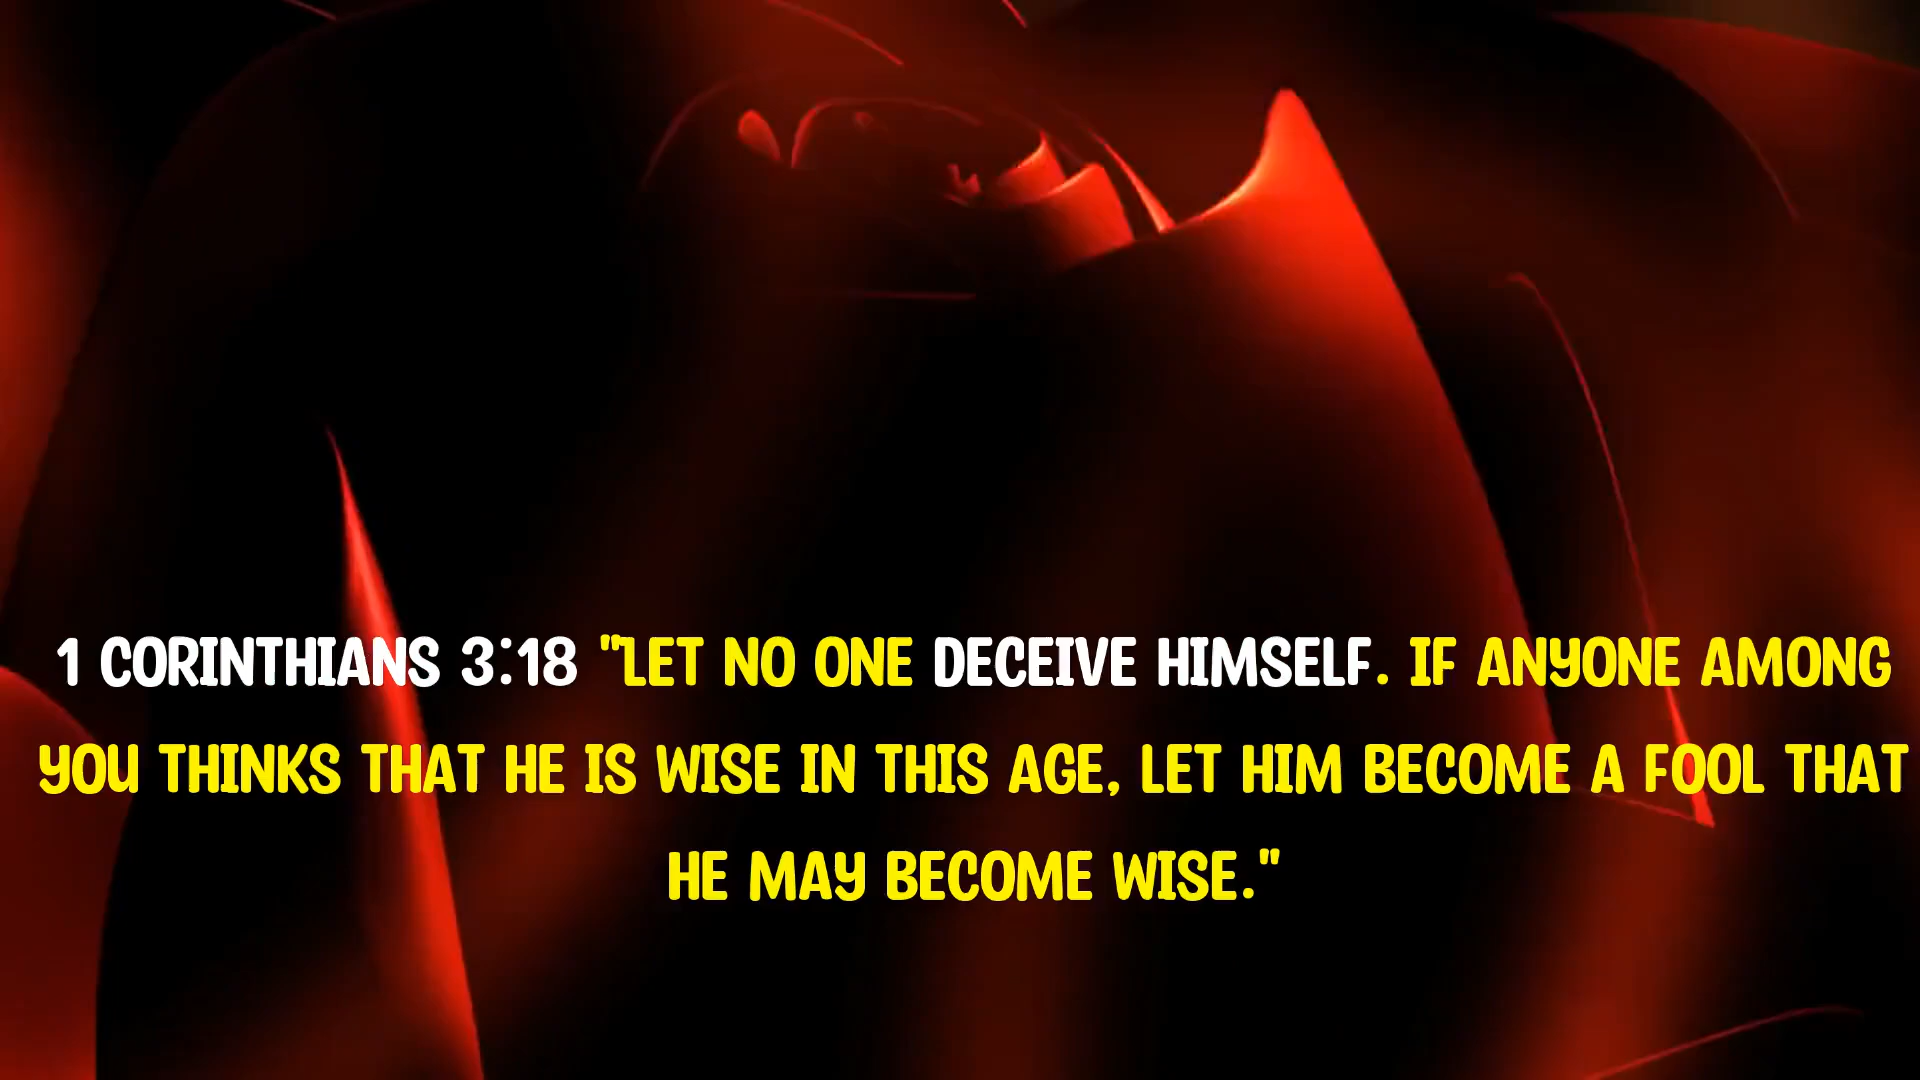 1 CORINTHIANS 3:18 "LET NO ONE DECEIVE HIMSELF. IF ANYONE AMONG
YOU THINKS THAT HE IS WISE IN THIS AGE, LET HIM BECOME A FOOL THAT
HE MAY BECOME WISE."